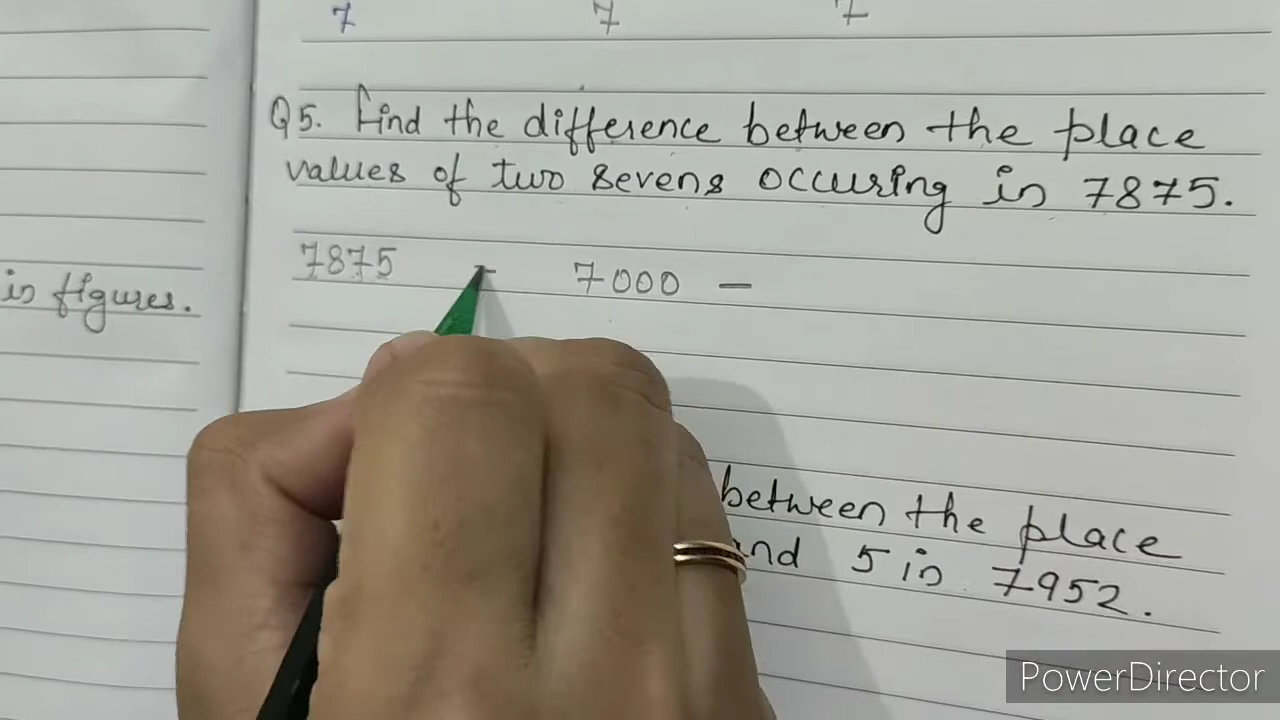 7 7 7
Q5. Find the difference between the place
values of two sevens occuring in 7875.
7875 7000 —
in figures.
between the place
and 5 in 7952.
PowerDirector